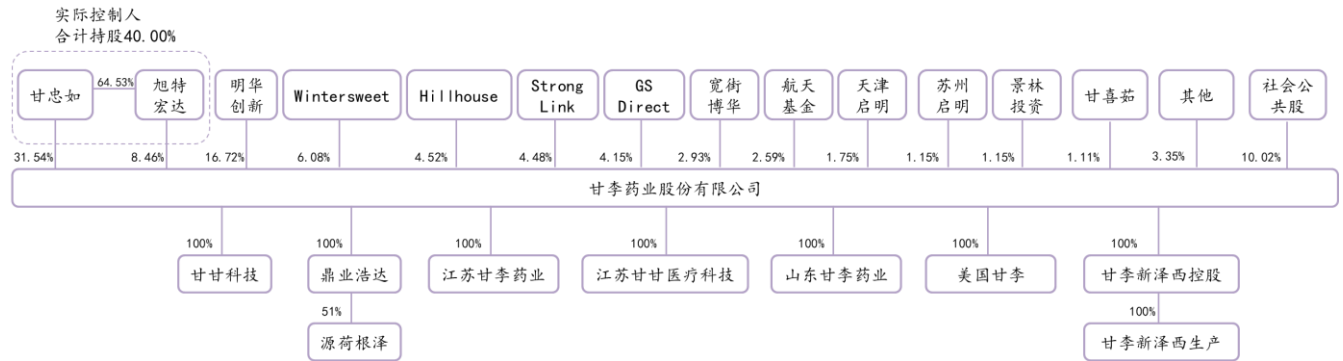 实际控制人
合计持股40.00%
甘忠如
64.53%
旭特
宏达
明华
创新
Wintersweet
Hillhouse
Strong
Link
GS
Direct
宽街
博华
航天
基金
天津
启明
苏州
启明
景林
投资
甘喜茹
其他
社会公
共股
31.54%
8.46%
16.72%
6.08%
4.52%
4.48%
4.15%
2.93%
2.59%
1.75%
1.15%
1.15%
1.11%
3.35%
10.02%
甘李药业股份有限公司
100%
100%
100%
100%
100%
100%
100%
甘甘科技
鼎业浩达
江苏甘李药业
江苏甘甘医疗科技
山东甘李药业
美国甘李
甘李新泽西控股
51%
100%
源荷根泽
甘李新泽西生产